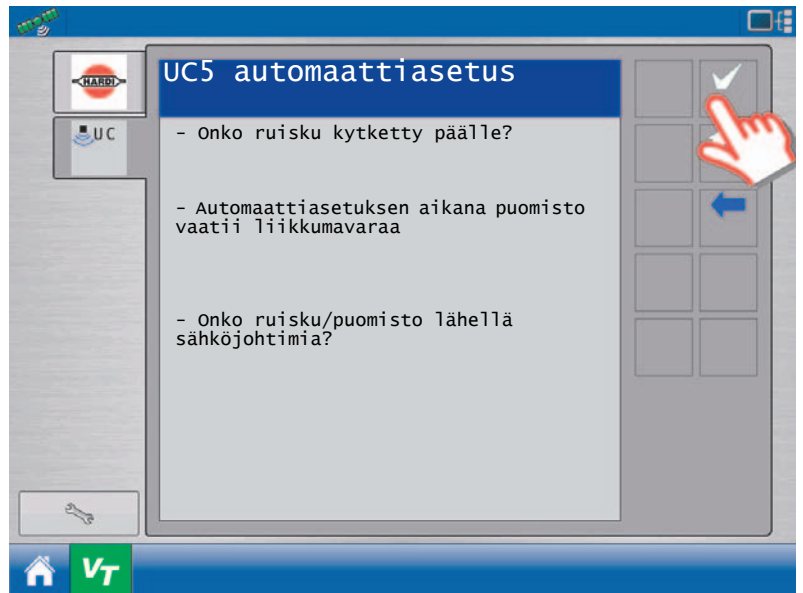 HARDI
UC5 automaattiasetus
UC
- Onko ruisku kytketty päälle?
- Automaattiasetuksen aikana puomisto
vaatii liikkumavaraa
- Onko ruisku/puomisto lähellä
sähköjohtimia?
VT